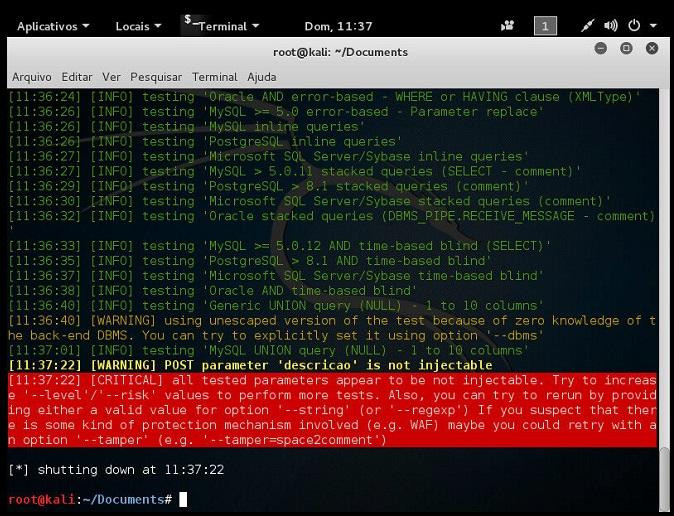 Aplicativos Locais Terminal Dom, 11:37 1
root@kali: ~/Documents
Arquivo Editar Ver Pesquisar Terminal Ajuda
[11:36:24] [INFO] testing 'Oracle AND error-based - WHERE or HAVING clause (XMLType)'
[11:36:26] [INFO] testing 'MySQL >= 5.0 error-based - Parameter replace'
[11:36:26] [INFO] testing 'MySQL inline queries'
[11:36:26] [INFO] testing 'PostgreSQL inline queries'
[11:36:27] [INFO] testing 'Microsoft SQL Server/Sybase inline queries'
[11:36:27] [INFO] testing 'MySQL > 5.0.11 stacked queries (SELECT - comment)'
[11:36:29] [INFO] testing 'PostgreSQL > 8.1 stacked queries (comment)'
[11:36:30] [INFO] testing 'Microsoft SQL Server/Sybase stacked queries (comment)'
[11:36:32] [INFO] testing 'Oracle stacked queries (DBMS_PIPE.RECEIVE_MESSAGE - comment)
'
[11:36:33] [INFO] testing 'MySQL >= 5.0.12 AND time-based blind (SELECT)'
[11:36:35] [INFO] testing 'PostgreSQL > 8.1 AND time-based blind'
[11:36:37] [INFO] testing 'Microsoft SQL Server/Sybase time-based blind'
[11:36:38] [INFO] testing 'Oracle AND time-based blind'
[11:36:40] [INFO] testing 'Generic UNION query (NULL) - 1 to 10 columns'
[11:36:40] [WARNING] using unescaped version of the test because of zero knowledge of t
he back-end DBMS. You can try to explicitly set it using option '--dbms'
[11:37:01] [INFO] testing 'MySQL UNION query (NULL) - 1 to 10 columns'
[11:37:22] [WARNING] POST parameter 'descricao' is not injectable
[11:37:22] [CRITICAL] all tested parameters appear to be not injectable. Try to increas
e '--level'/'--risk' values to perform more tests. Also, you can try to rerun by provid
ing either a valid value for option '--string' (or '--regexp') If you suspect that ther
e is some kind of protection mechanism involved (e.g. WAF) maybe you could retry with a
n option '--tamper' (e.g. '--tamper=space2comment')
[*] shutting down at 11:37:22
root@kali:~/Documents#